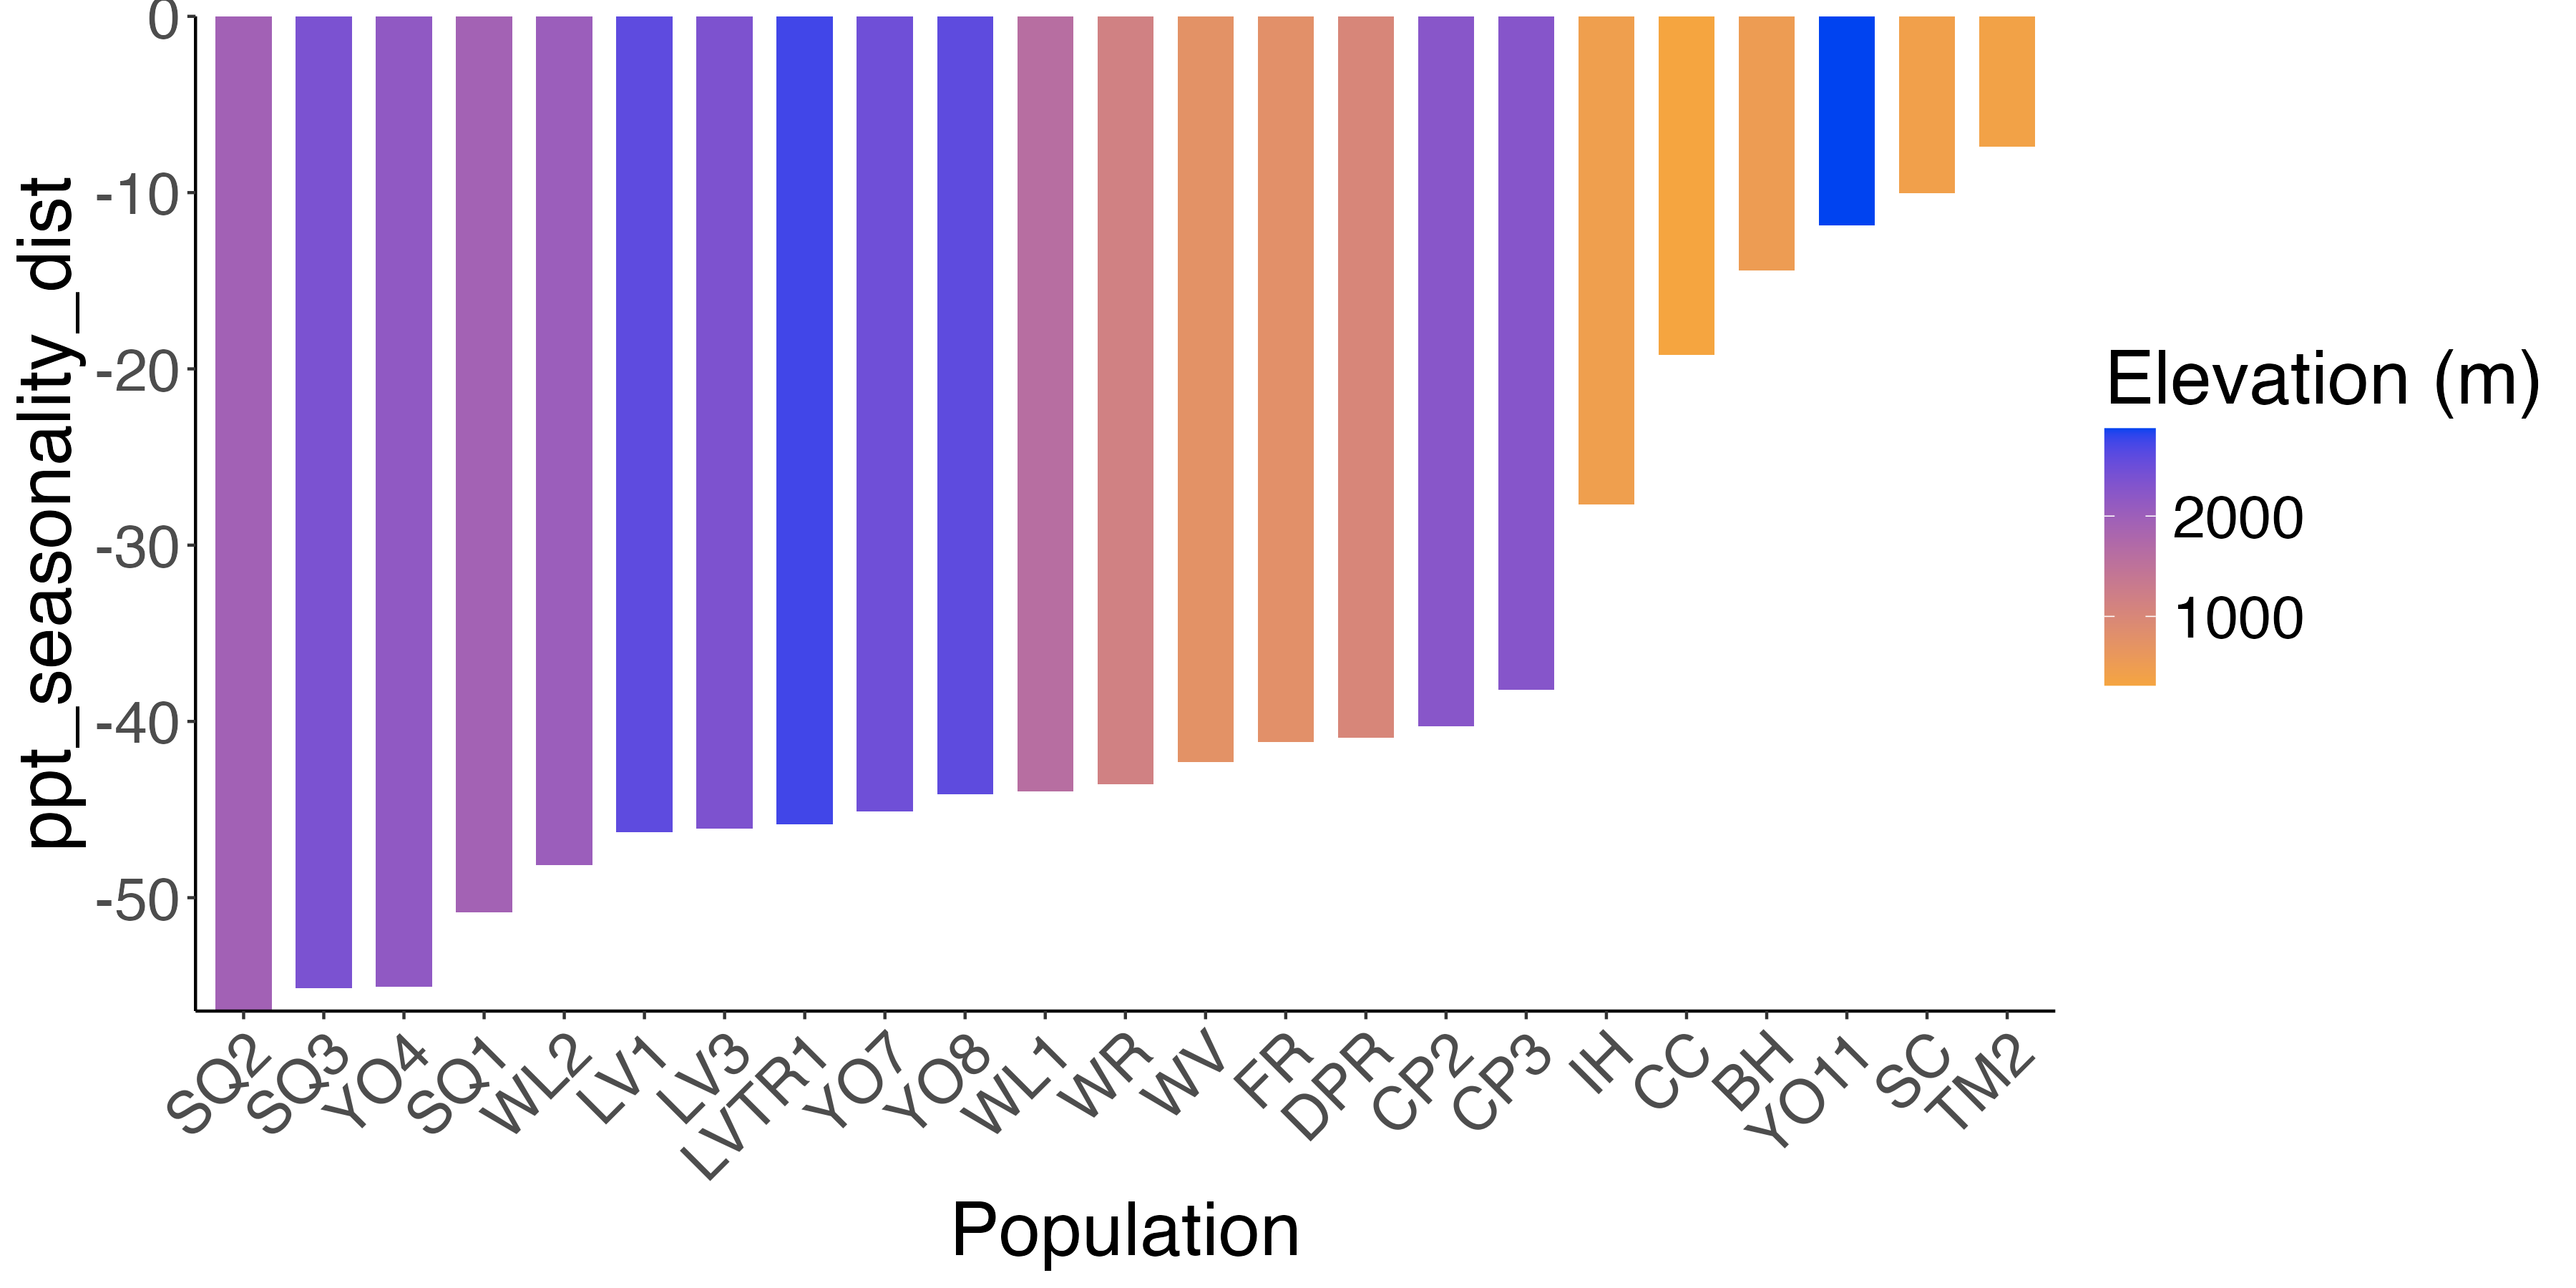 ppt_seasonality_dist
0
-10
-20
-30
-40
-50
SQ2
SQ3
YO4
SQ1
WL2
LV1
LV3
LVTR1
YO7
YO8
WL1
WR
WV
FR
DPR
CP2
CP3
IH
CC
BH
YO11
SC
TM2
Population
Elevation (m)
2000
1000